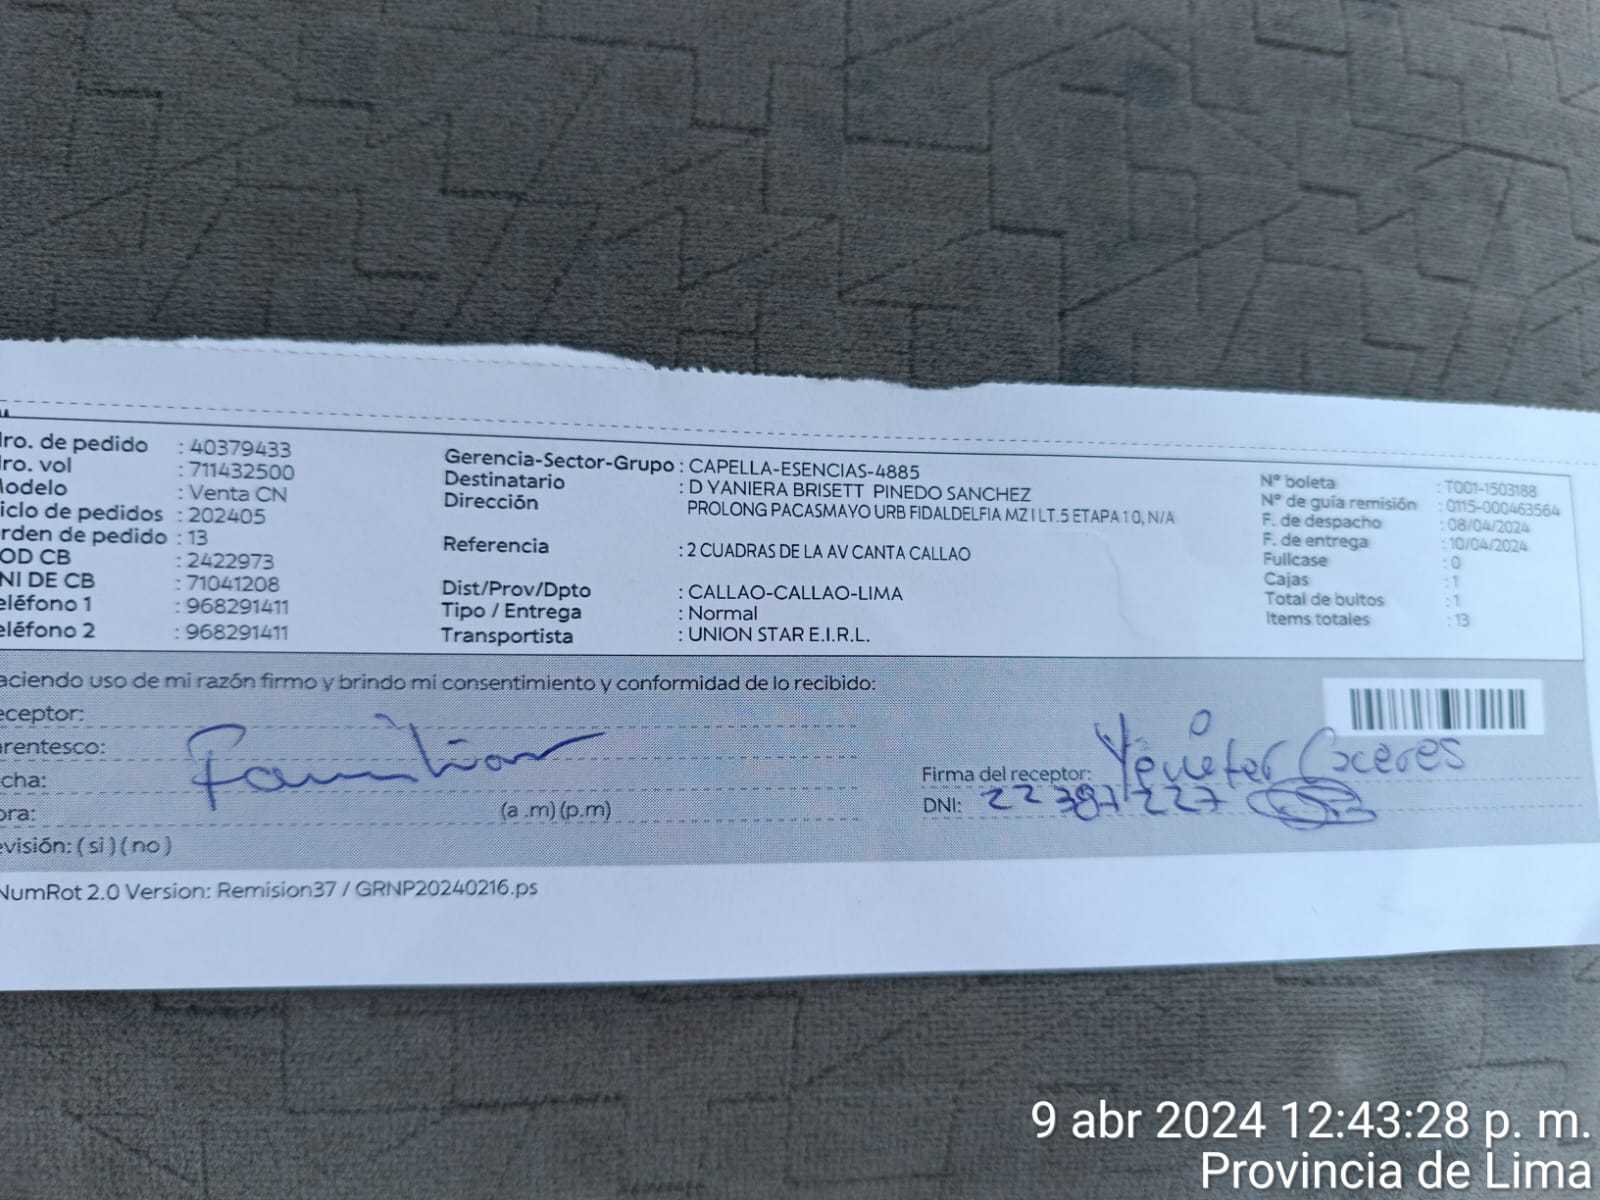 ro. de pedido : 40379433
ro. vol : 711432500
odelo : Venta CN
iclo de pedidos : 202405
rden de pedido : 13
OD CB : 2422973
NI DE CB : 71041208
eléfono 1 : 968291411
eléfono 2 : 968291411
Gerencia-Sector-Grupo : CAPELLA-ESENCIAS-4885
Destinatario : D YANIERA BRISETT PINEDO SANCHEZ
Dirección PROLONG PACASMAYO URB FIDALDELFIA MZ I LT.5 ETAPA 1 0, N/A
Referencia : 2 CUADRAS DE LA AV CANTA CALLAO
Dist/Prov/Dpto : CALLAO-CALLAO-LIMA
Tipo / Entrega : Normal
Transportista : UNION STAR E.I.R.L.
N° boleta : T001-1503188
N° de guía remisión : 0115-000463564
F. de despacho : 08/04/2024
F. de entrega : 10/04/2024
Fullcase : 0
Cajas : 1
Total de bultos : 1
Items totales : 13
aciendo uso de mi razón firmo y brindo mi consentimiento y conformidad de lo recibido:
eceptor:
arentesco: Familiar
cha:
ora: (a .m) (p.m)
evisión: ( si ) ( no )
Firma del receptor: Caceres
DNI: 22387227
NumRot 2.0 Version: Remision37 / GRNP20240216.ps
9 abr 2024 12:43:28 p. m.
Provincia de Lima